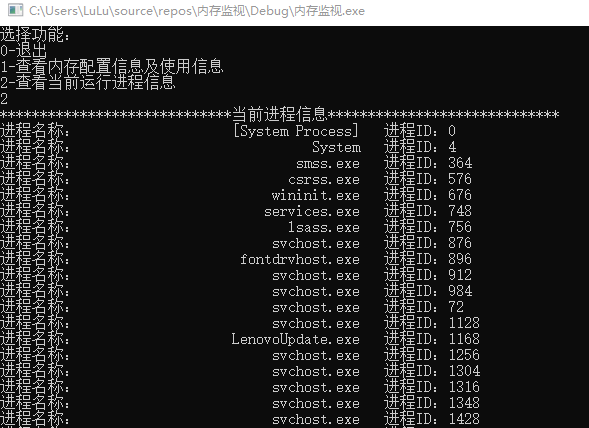 C:\Users\LuLu\source\repos\内存监视\Debug\内存监视.exe
选择功能：
0-退出
1-查看内存配置信息及使用信息
2-查看当前运行进程信息
2
*****************************当前进程信息*****************************
进程名称： [System Process] 进程ID：0
进程名称： System 进程ID：4
进程名称： smss.exe 进程ID：364
进程名称： csrss.exe 进程ID：576
进程名称： wininit.exe 进程ID：676
进程名称： services.exe 进程ID：748
进程名称： lsass.exe 进程ID：756
进程名称： svchost.exe 进程ID：876
进程名称： fontdrvhost.exe 进程ID：896
进程名称： svchost.exe 进程ID：912
进程名称： svchost.exe 进程ID：984
进程名称： svchost.exe 进程ID：72
进程名称： svchost.exe 进程ID：1128
进程名称： LenovoUpdate.exe 进程ID：1168
进程名称： svchost.exe 进程ID：1256
进程名称： svchost.exe 进程ID：1304
进程名称： svchost.exe 进程ID：1316
进程名称： svchost.exe 进程ID：1348
进程名称： svchost.exe 进程ID：1428